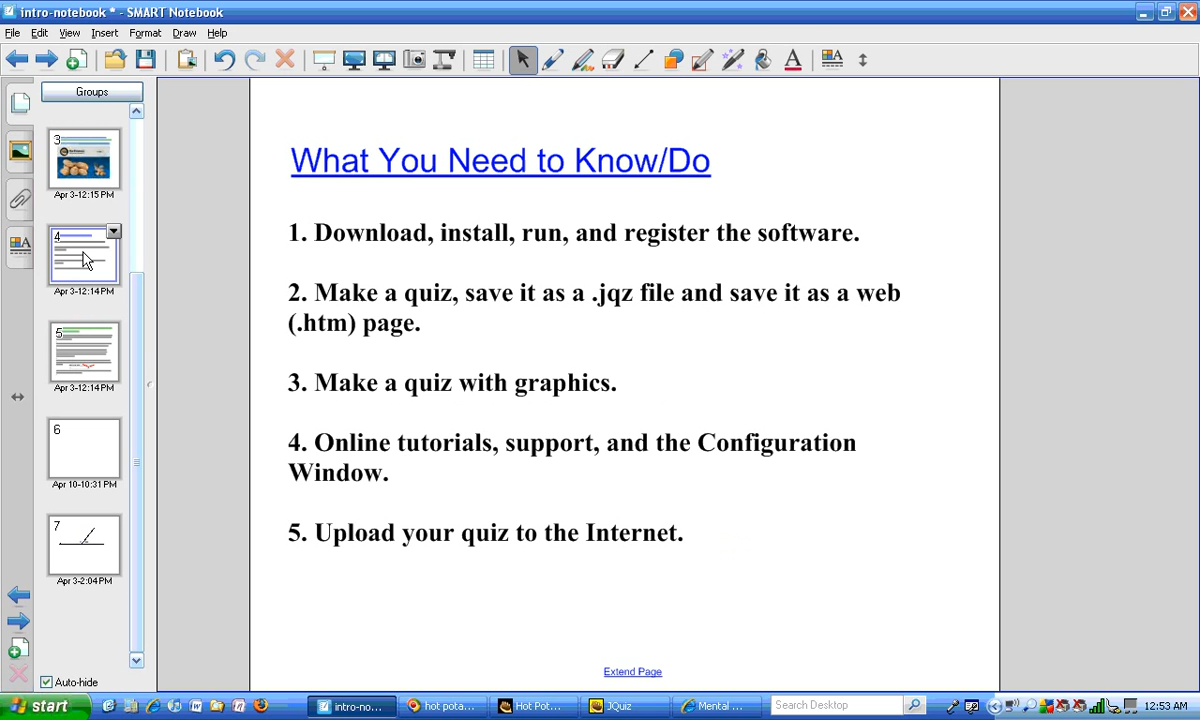 intro-notebook * - SMART Notebook
File Edit View Insert Format Draw Help
Groups
3
Apr 3-12:15 PM
4
Apr 3-12:14 PM
5
Apr 3-12:14 PM
6
Apr 10-10:31 PM
7
Apr 3-2:04 PM
Auto-hide
What You Need to Know/Do
1. Download, install, run, and register the software.
2. Make a quiz, save it as a .jqz file and save it as a web
(.htm) page.
3. Make a quiz with graphics.
4. Online tutorials, support, and the Configuration
Window.
5. Upload your quiz to the Internet.
Extend Page
start intro-no... hot pota... Hot Pot... JQuiz Mental ... Search Desktop 12:53 AM